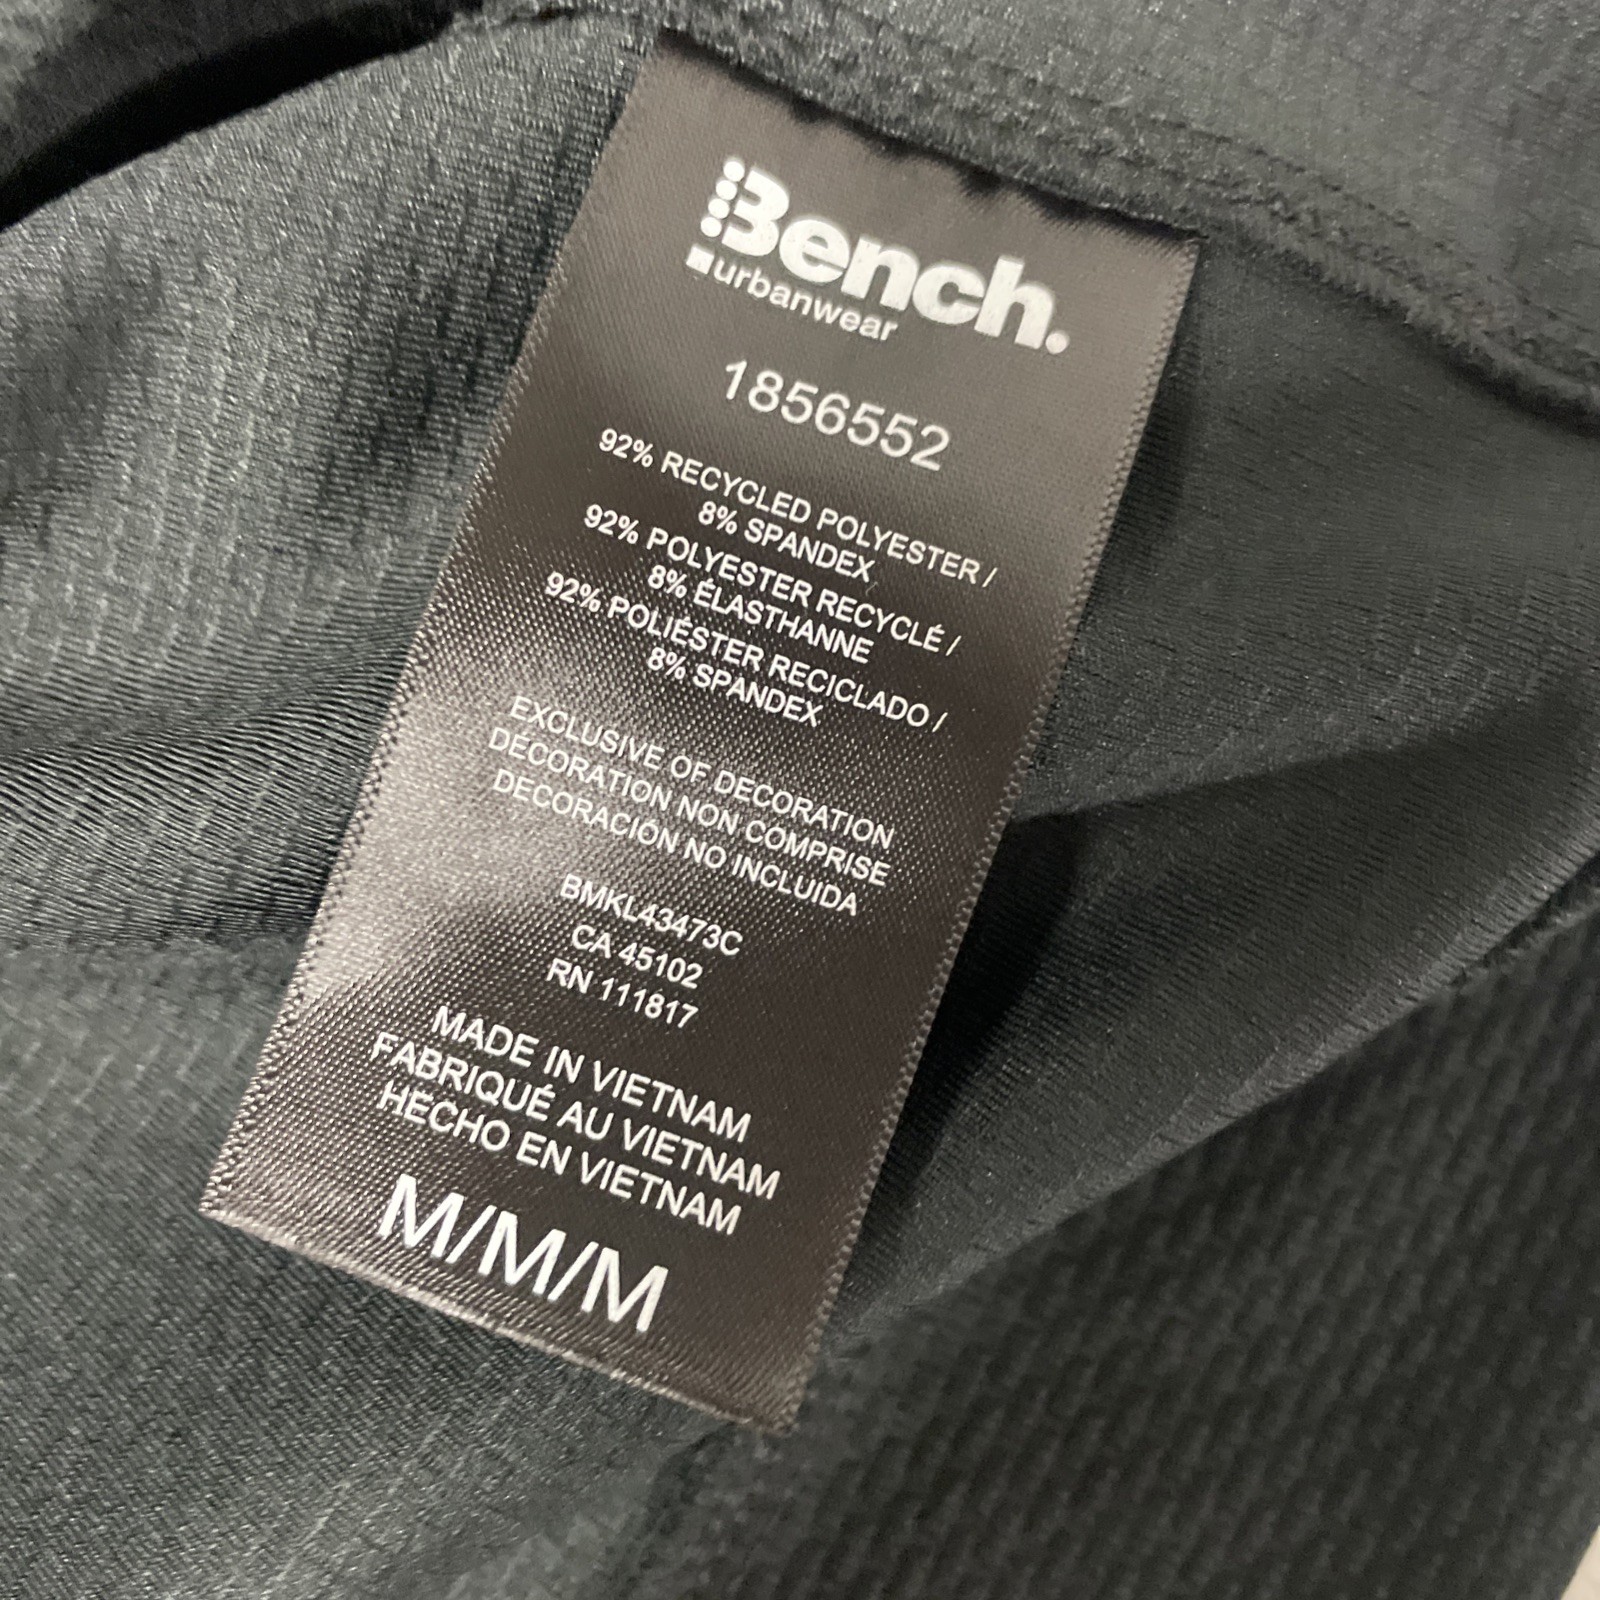 Bench.
urbanwear
1856552
92% RECYCLED POLYESTER /
8% SPANDEX
92% POLYESTER RECYCLÉ /
8% ÉLASTHANNE
92% POLIÉSTER RECICLADO /
8% SPANDEX
EXCLUSIVE OF DECORATION
DÉCORATION NON COMPRISE
DECORACIÓN NO INCLUIDA
BMKL43473C
CA 45102
RN 111817
MADE IN VIETNAM
FABRIQUÉ AU VIETNAM
HECHO EN VIETNAM
M/M/M